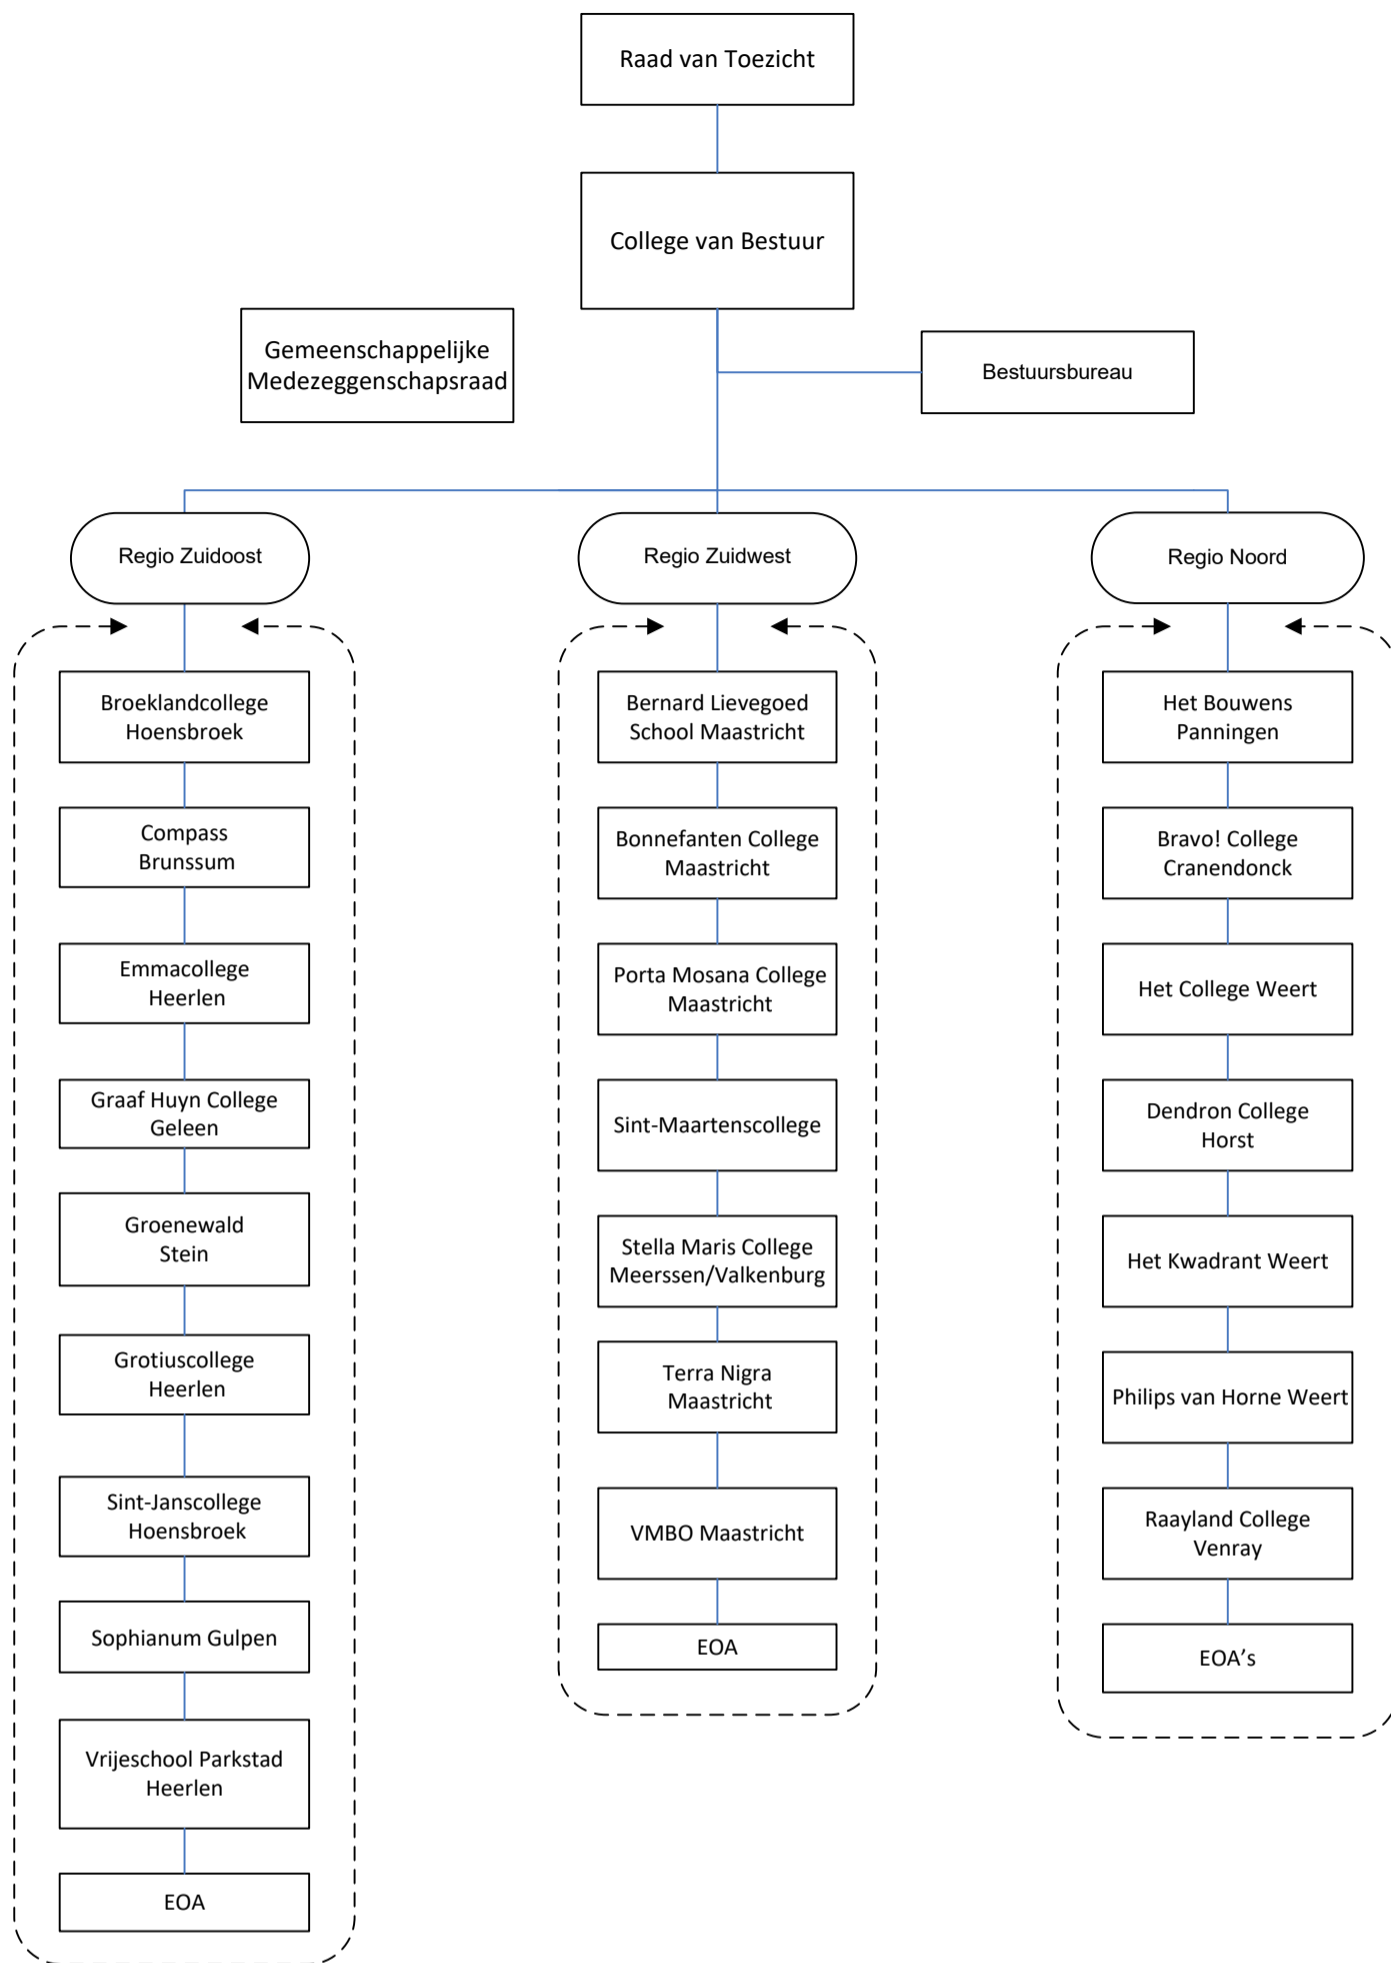 Raad van Toezicht
College van Bestuur
Gemeenschappelijke
Medezeggenschapsraad
Bestuursbureau
Regio Zuidoost
Regio Zuidwest
Regio Noord
Broeklandcollege
Hoensbroek
Compass
Brunssum
Emmacollege
Heerlen
Graaf Huyn College
Geleen
Groenewald
Stein
Grotiuscollege
Heerlen
Sint-Janscollege
Hoensbroek
Sophianum Gulpen
Vrijeschool Parkstad
Heerlen
EOA
Bernard Lievegoed
School Maastricht
Bonnefanten College
Maastricht
Porta Mosana College
Maastricht
Sint-Maartenscollege
Stella Maris College
Meerssen/Valkenburg
Terra Nigra
Maastricht
VMBO Maastricht
EOA
Het Bouwens
Panningen
Bravo! College
Cranendonck
Het College Weert
Dendron College
Horst
Het Kwadrant Weert
Philips van Horne Weert
Raayland College
Venray
EOA’s